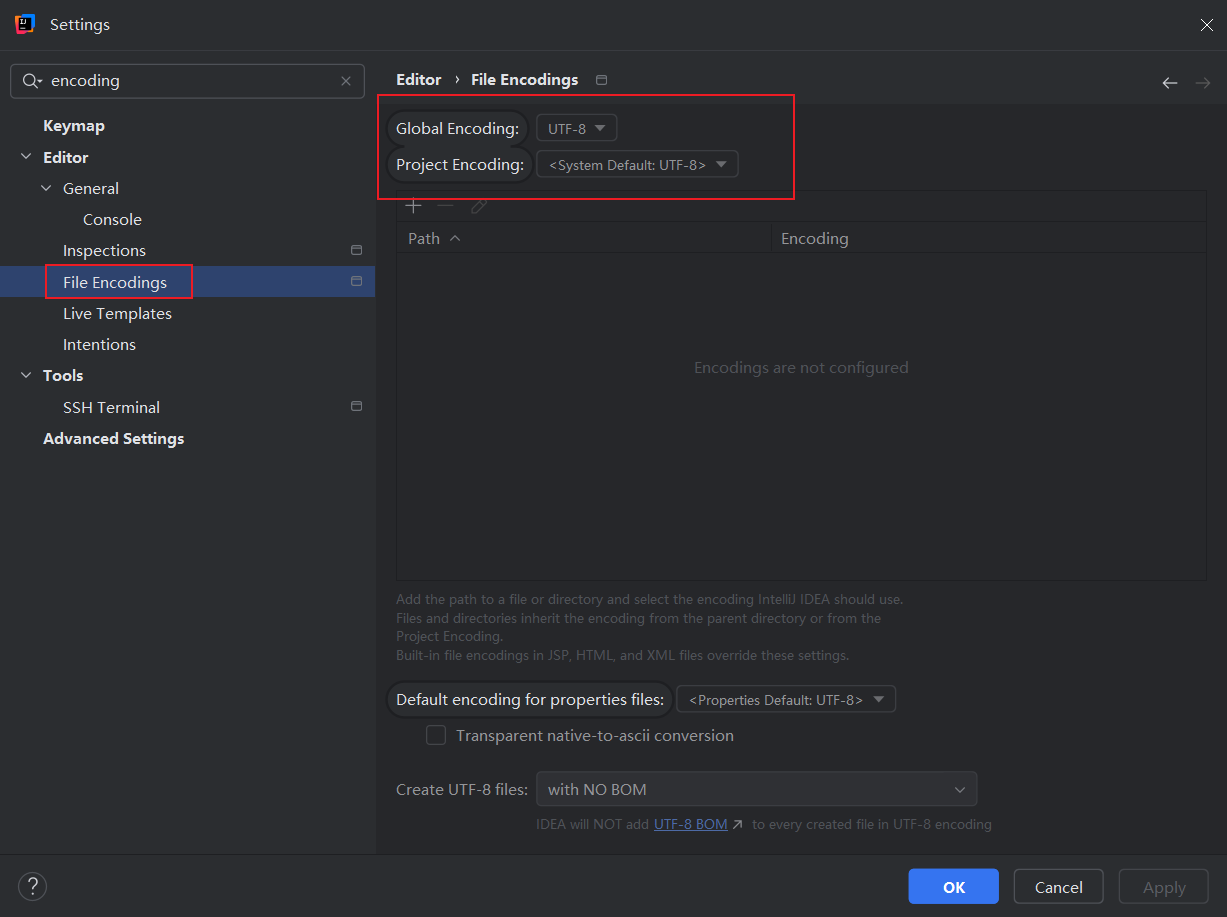 Settings
encoding
Keymap
Editor
General
Console
Inspections
File Encodings
Live Templates
Intentions
Tools
SSH Terminal
Advanced Settings
Editor › File Encodings
Global Encoding: UTF-8
Project Encoding: <System Default: UTF-8>
Path Encoding
Encodings are not configured
Add the path to a file or directory and select the encoding IntelliJ IDEA should use.
Files and directories inherit the encoding from the parent directory or from the
Project Encoding.
Built-in file encodings in JSP, HTML, and XML files override these settings.
Default encoding for properties files: <Properties Default: UTF-8>
Transparent native-to-ascii conversion
Create UTF-8 files: with NO BOM
IDEA will NOT add UTF-8 BOM ↗ to every created file in UTF-8 encoding
?
OK Cancel Apply